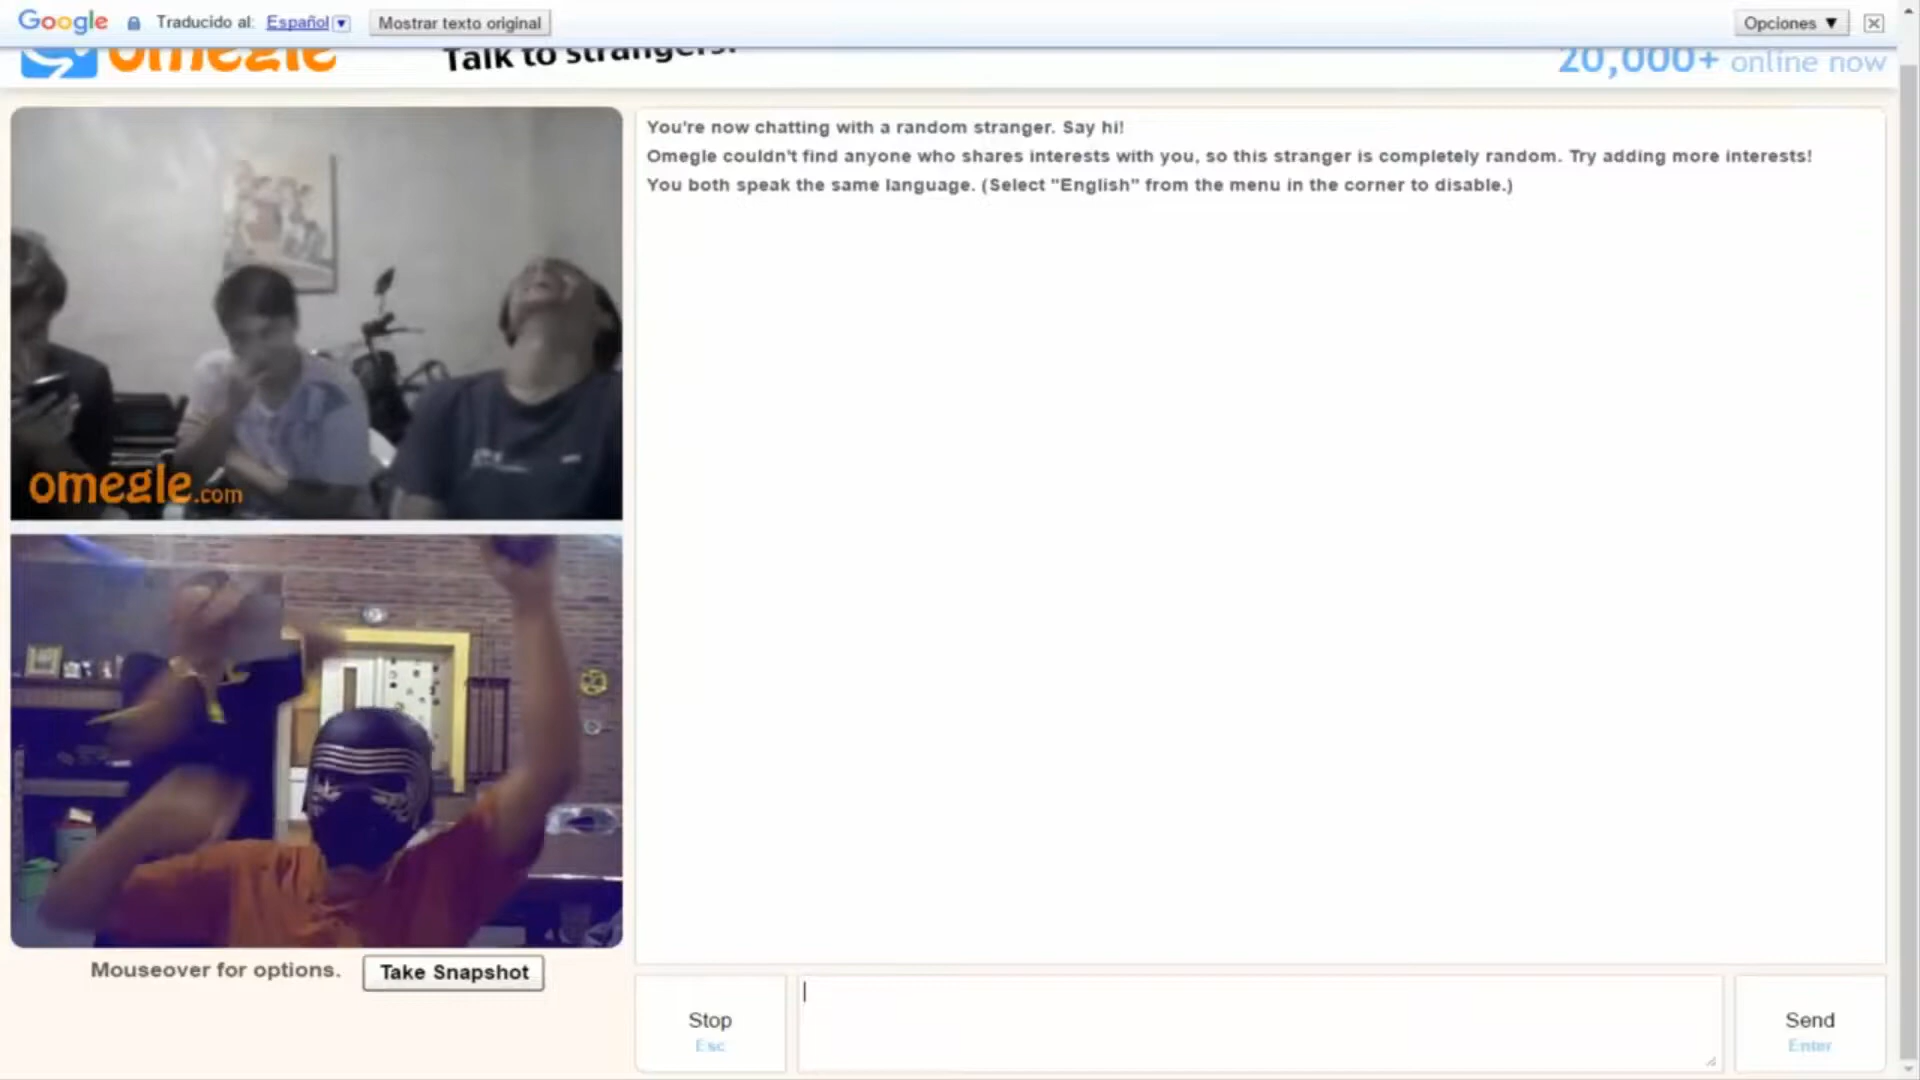 Google Traducido al: Español ▼ Mostrar texto original Opciones ▼
omegle Talk to strangers! 20,000+ online now
You're now chatting with a random stranger. Say hi!
Omegle couldn't find anyone who shares interests with you, so this stranger is completely random. Try adding more interests!
You both speak the same language. (Select "English" from the menu in the corner to disable.)
omegle.com
Mouseover for options. Take Snapshot
Stop
Esc
Send
Enter